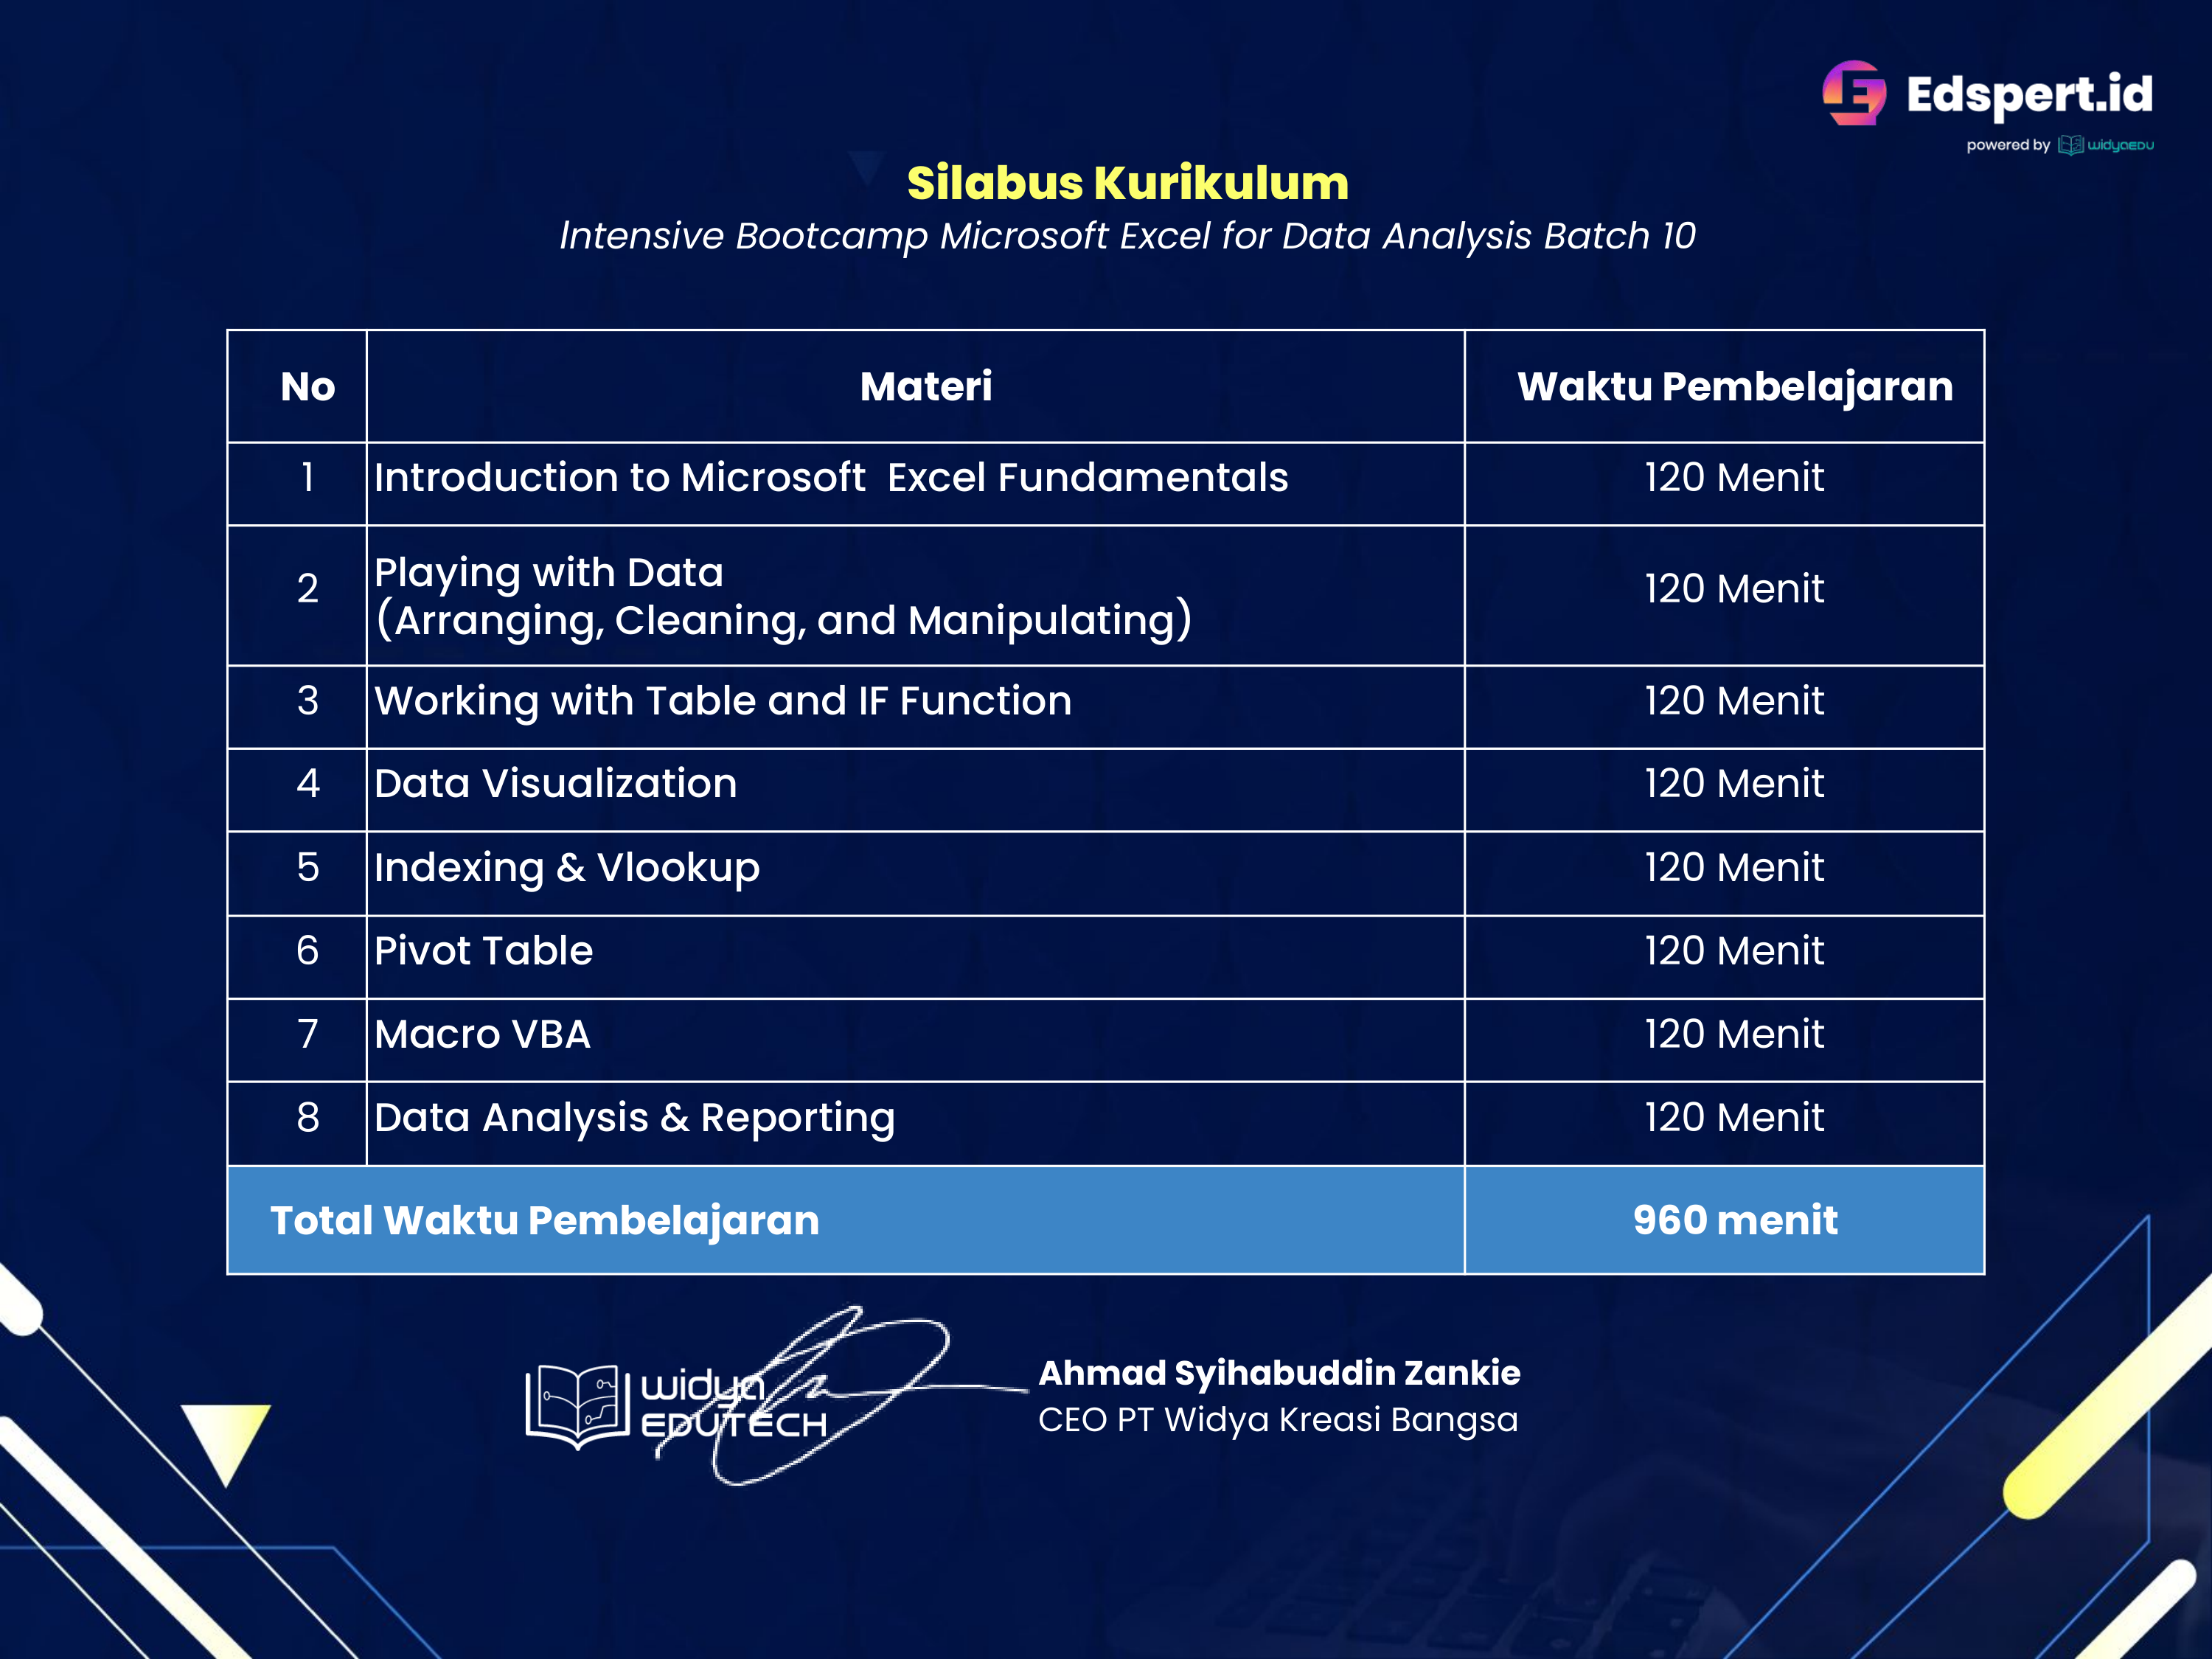 Edspert.id
powered by widyaEDU
Silabus Kurikulum
Intensive Bootcamp Microsoft Excel for Data Analysis Batch 10
No Materi Waktu Pembelajaran
1 Introduction to Microsoft  Excel Fundamentals 120 Menit
2 Playing with Data
(Arranging, Cleaning, and Manipulating) 120 Menit
3 Working with Table and IF Function 120 Menit
4 Data Visualization 120 Menit
5 Indexing & Vlookup 120 Menit
6 Pivot Table 120 Menit
7 Macro VBA 120 Menit
8 Data Analysis & Reporting 120 Menit
Total Waktu Pembelajaran 960 menit
widya
EDUTECH
Ahmad Syihabuddin Zankie
CEO PT Widya Kreasi Bangsa